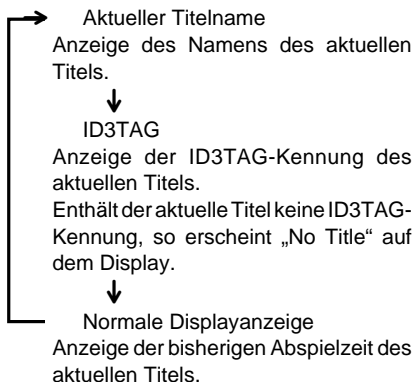 Aktueller Titelname
Anzeige des Namens des aktuellen
Titels.
ID3TAG
Anzeige der ID3TAG-Kennung des
aktuellen Titels.
Enthält der aktuelle Titel keine ID3TAG-
Kennung, so erscheint „No Title“ auf
dem Display.
Normale Displayanzeige
Anzeige der bisherigen Abspielzeit des
aktuellen Titels.